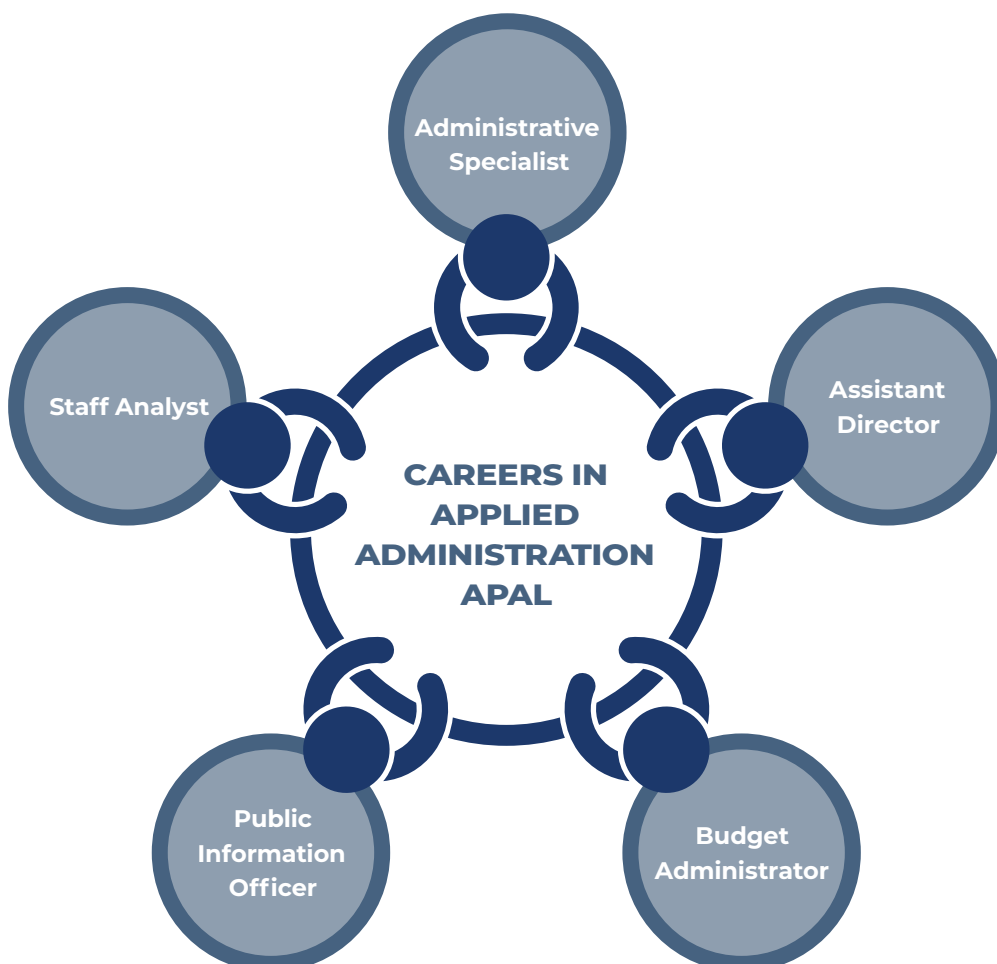 Administrative
Specialist
Staff Analyst
Assistant
Director
CAREERS IN
APPLIED
ADMINISTRATION
APAL
Public
Information
Officer
Budget
Administrator